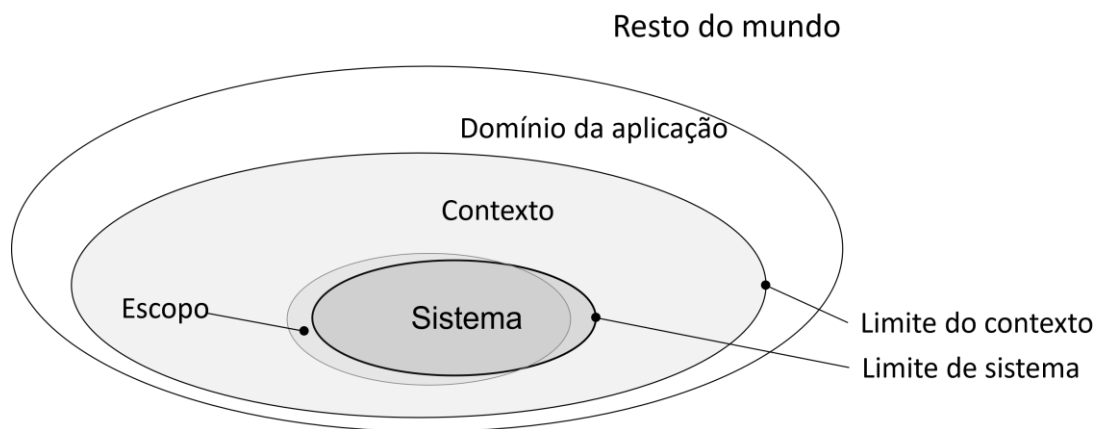 Resto do mundo
Domínio da aplicação
Contexto
Escopo
Sistema
Limite do contexto
Limite de sistema